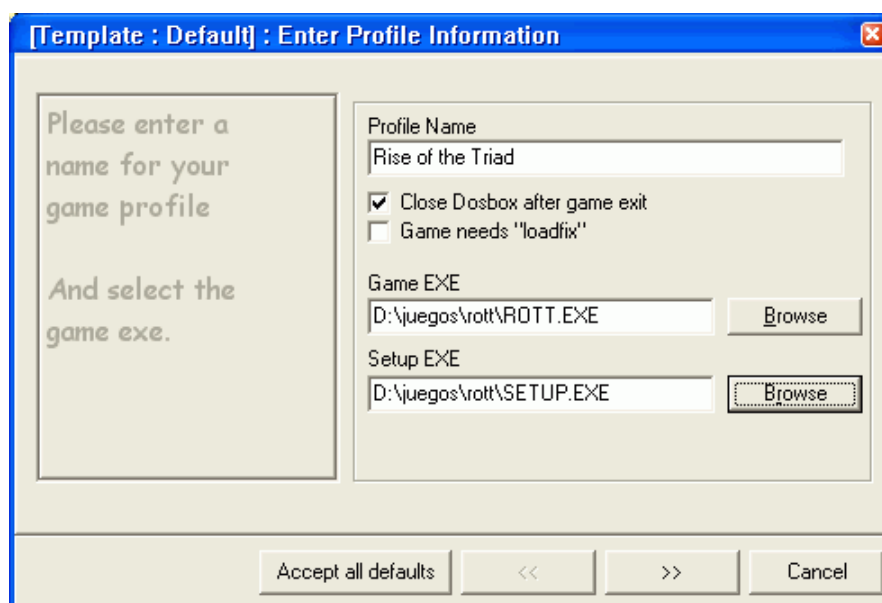 [Template : Default] : Enter Profile Information
Please enter a
name for your
game profile
And select the
game exe.
Profile Name
Rise of the Triad
Close Dosbox after game exit
Game needs "loadfix"
Game EXE
D:\juegos\rott\ROTT.EXE
Browse
Setup EXE
D:\juegos\rott\SETUP.EXE
Browse
Accept all defaults
<<
>>
Cancel